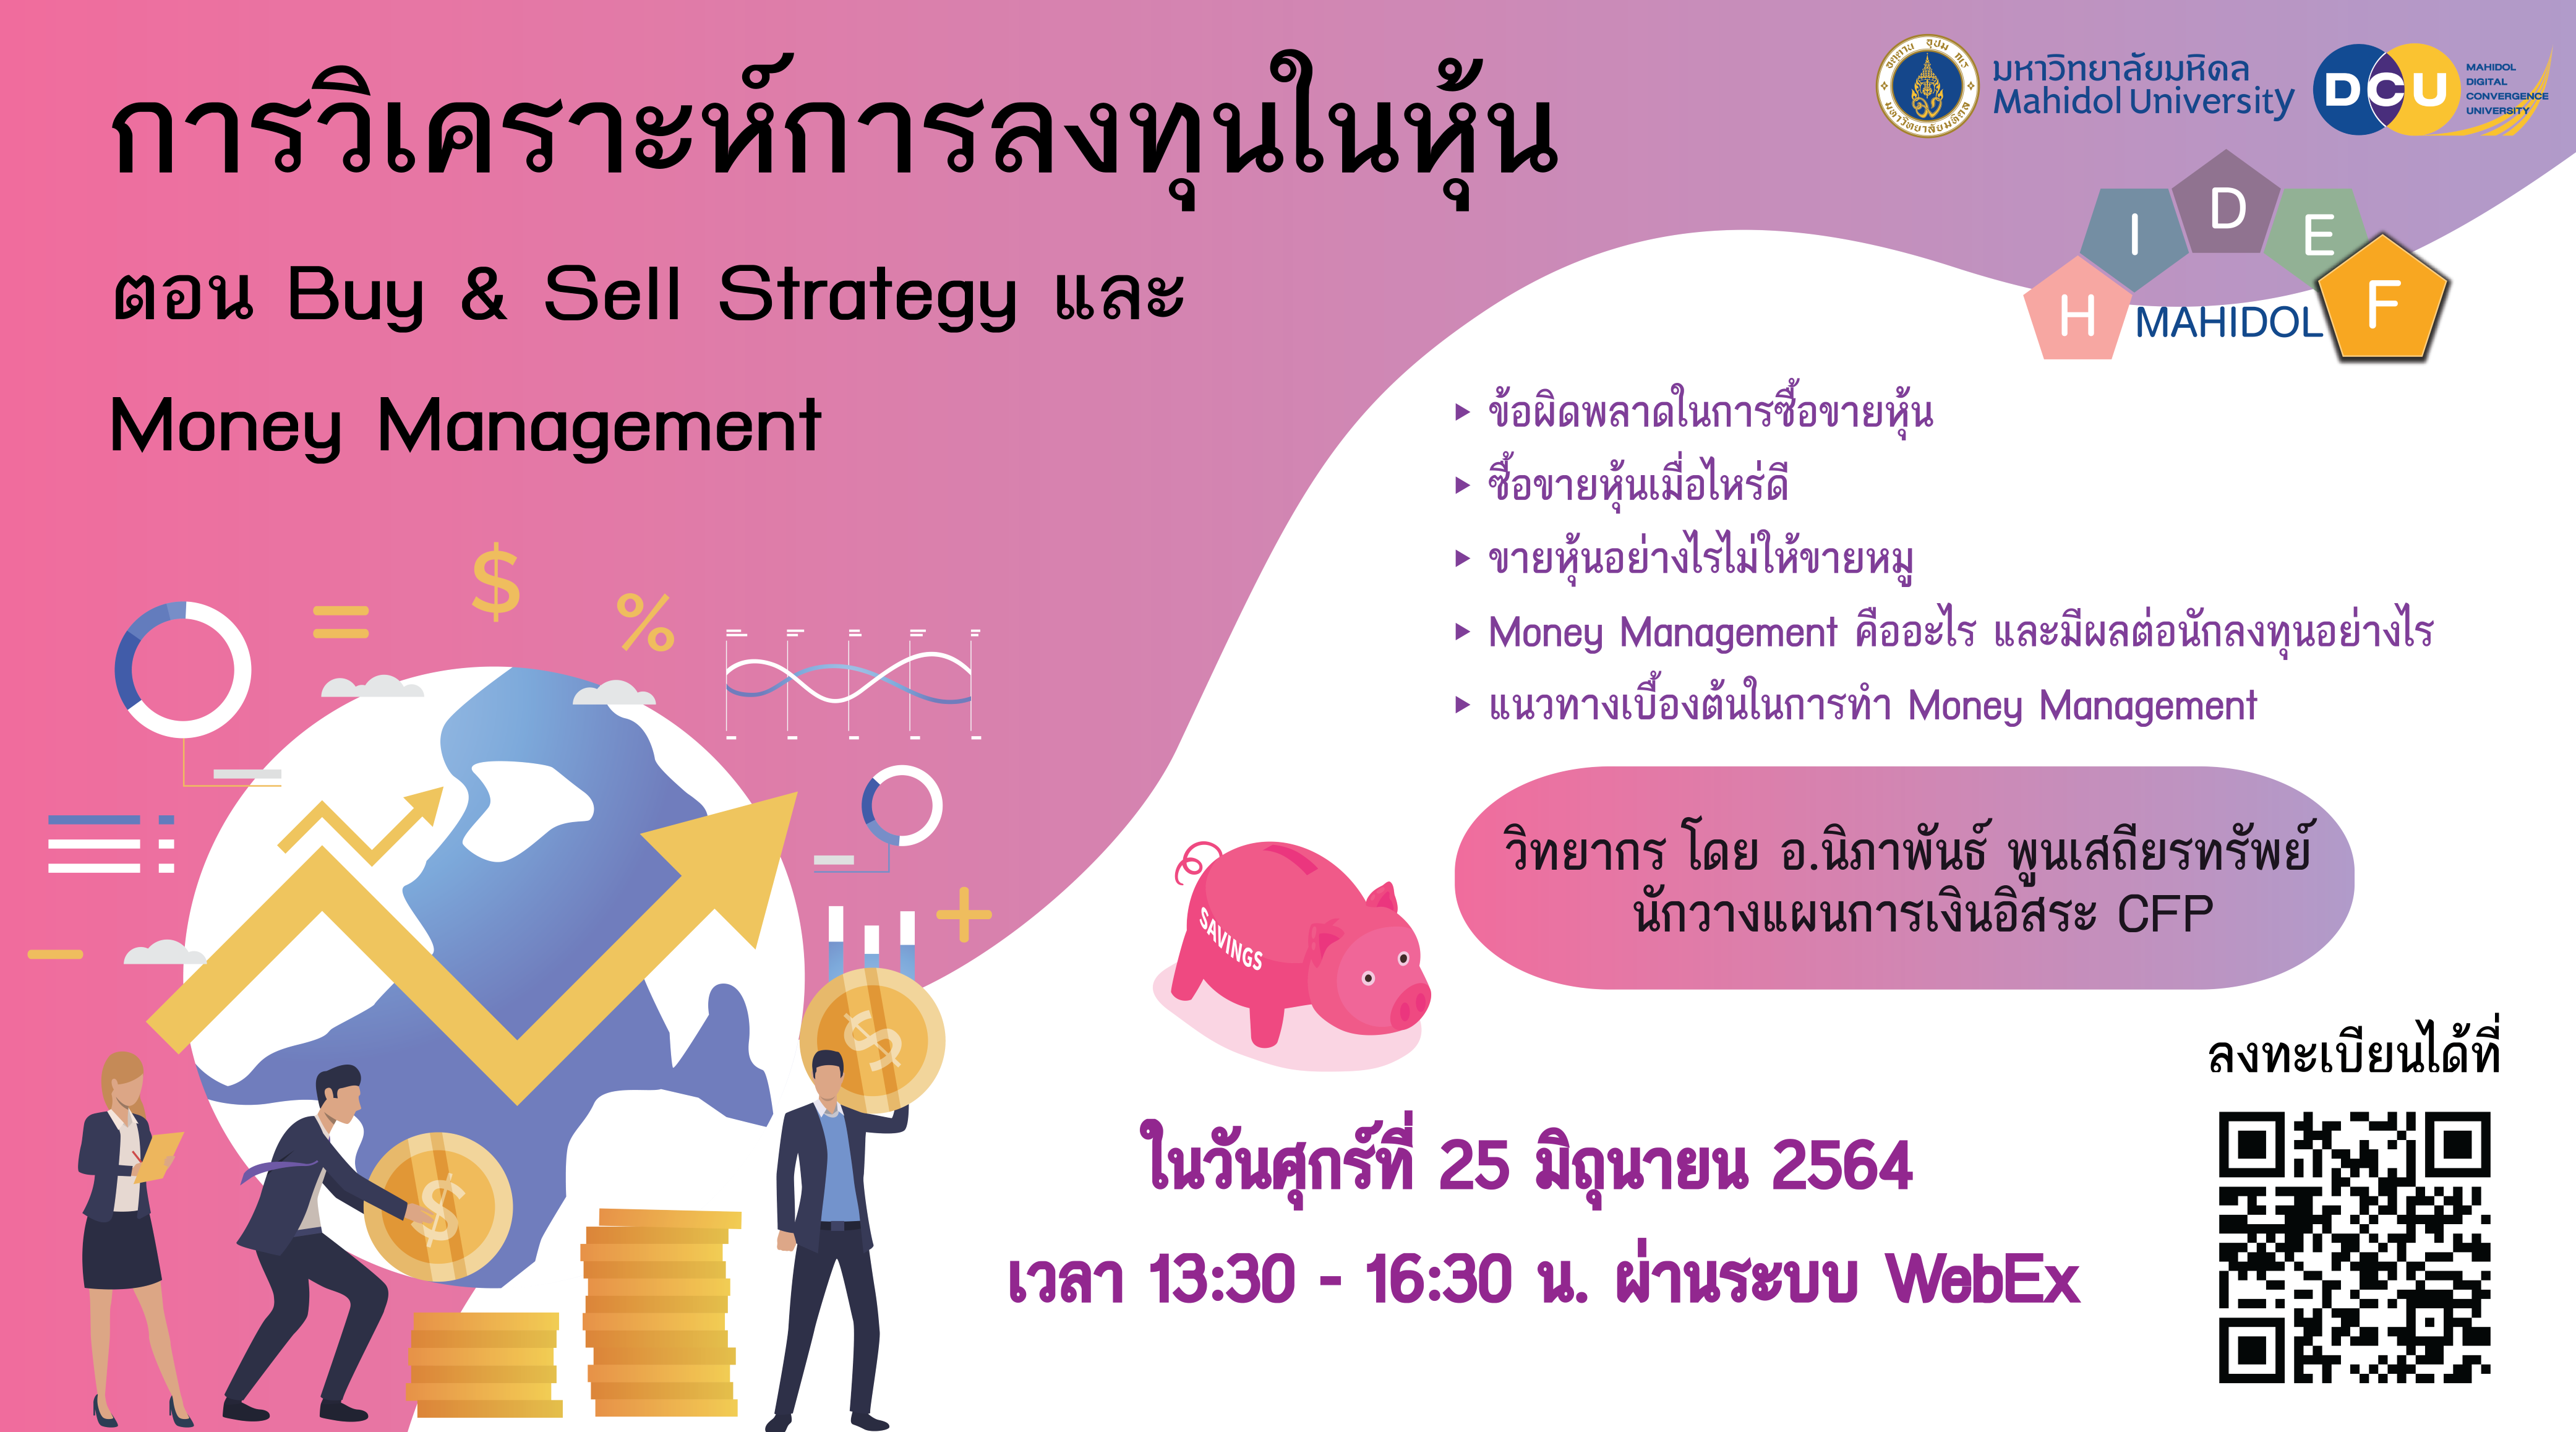 การวิเคราะห์การลงทุนในหุ้น
ตอน Buy & Sell Strategy และ
Money Management
มหาวิทยาลัยมหิดล
Mahidol University
DCU
MAHIDOL
DIGITAL
CONVERGENCE
UNIVERSITY
H I D E F
MAHIDOL
ข้อผิดพลาดในการซื้อขายหุ้น
ซื้อขายหุ้นเมื่อไหร่ดี
ขายหุ้นอย่างไรไม่ให้ขายหมู
Money Management คืออะไร และมีผลต่อนักลงทุนอย่างไร
แนวทางเบื้องต้นในการทำ Money Management
วิทยากร โดย อ.นิภาพันธ์ พูนเสถียรทรัพย์
นักวางแผนการเงินอิสระ CFP
SAVINGS
ลงทะเบียนได้ที่
ในวันศุกร์ที่ 25 มิถุนายน 2564
เวลา 13:30 - 16:30 น. ผ่านระบบ WebEx